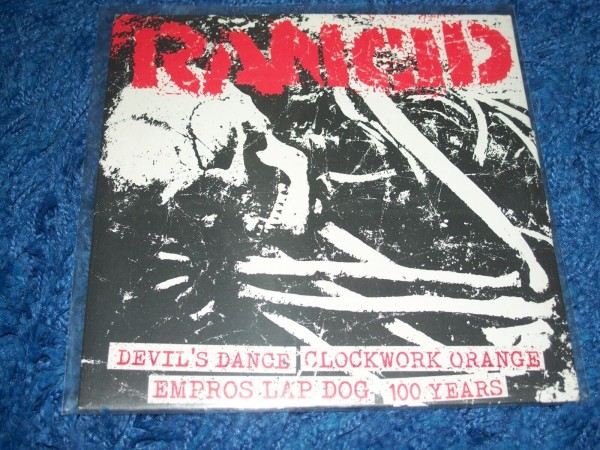 RANCID
DEVIL'S DANCE CLOCKWORK ORANGE
EMPROS LAP DOG 100 YEARS